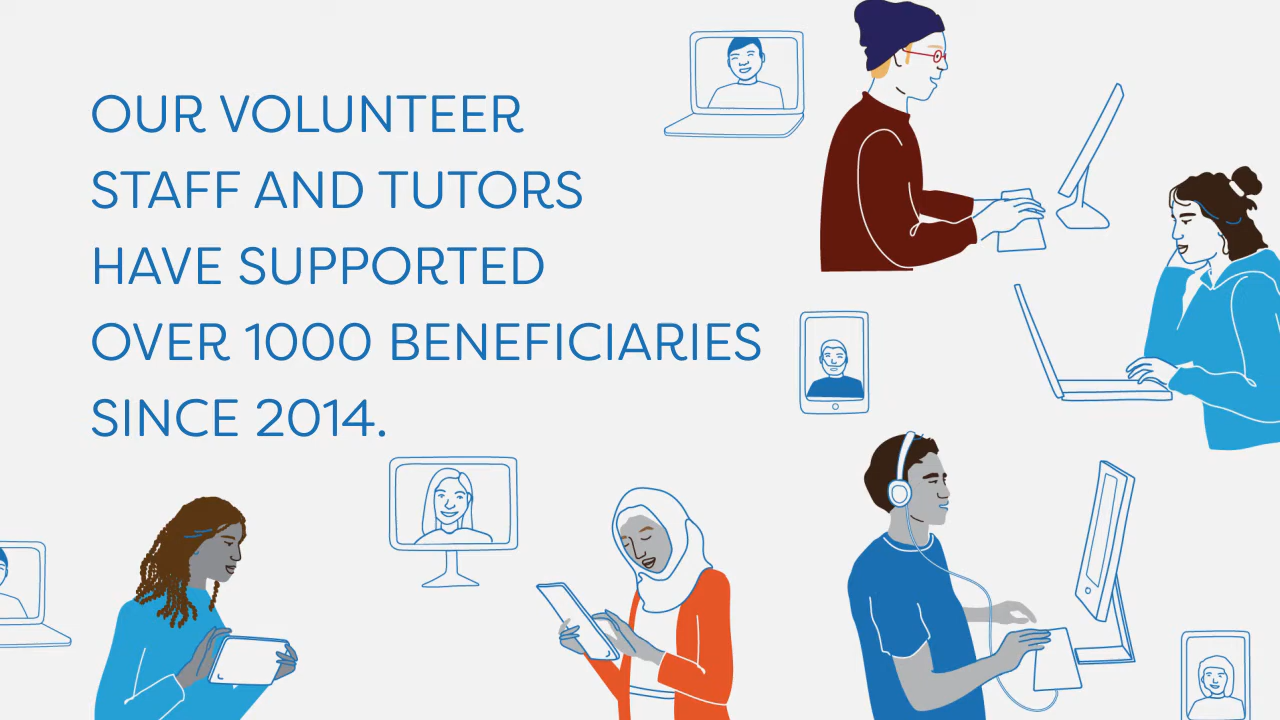 OUR VOLUNTEER
STAFF AND TUTORS
HAVE SUPPORTED
OVER 1000 BENEFICIARIES
SINCE 2014.